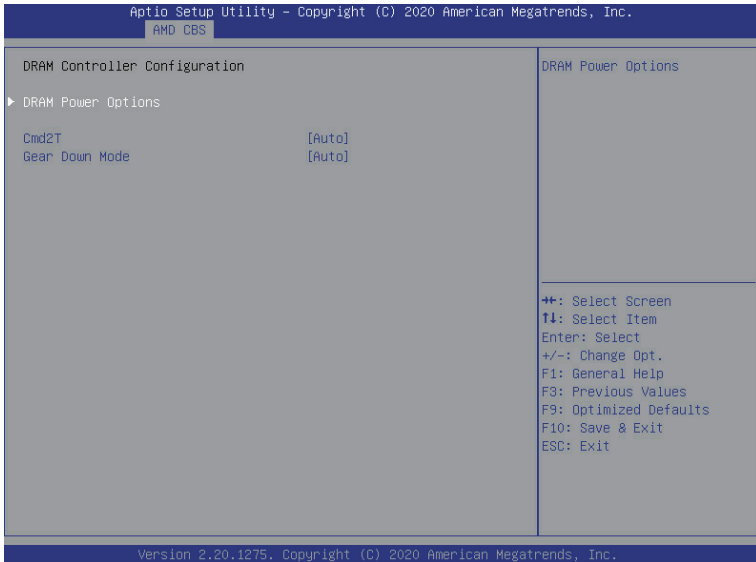 Aptio Setup Utility – Copyright (C) 2020 American Megatrends, Inc.
AMD CBS
DRAM Controller Configuration
DRAM Power Options
Cmd2T [Auto]
Gear Down Mode [Auto]
DRAM Power Options
→←: Select Screen
↑↓: Select Item
Enter: Select
+/-: Change Opt.
F1: General Help
F3: Previous Values
F9: Optimized Defaults
F10: Save & Exit
ESC: Exit
Version 2.20.1275. Copyright (C) 2020 American Megatrends, Inc.